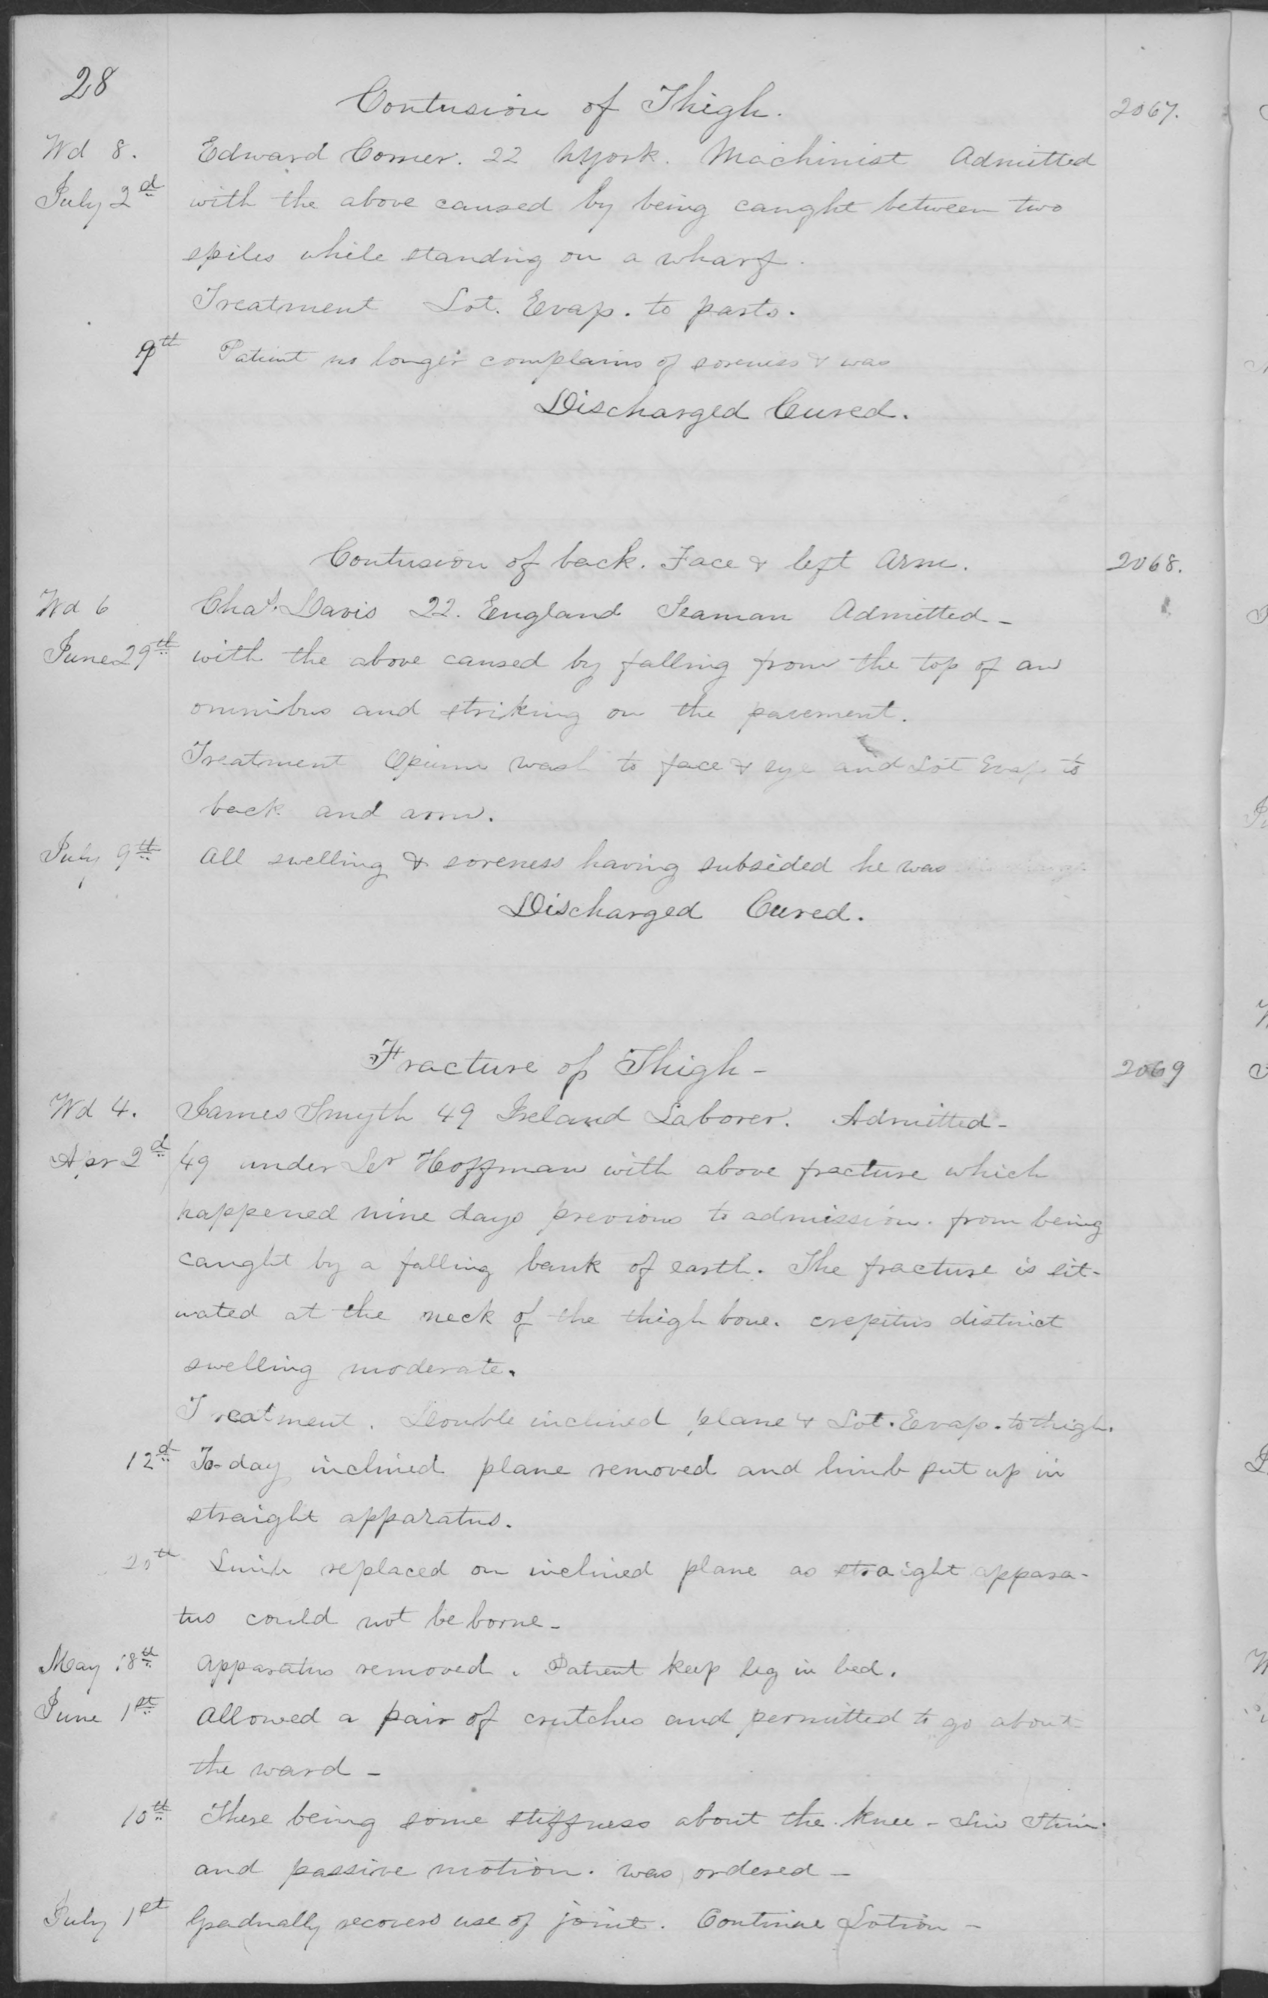 28
Contusion of Thigh. 2067.
Wd 8. Edward Comer. 22 NYork. Machinist Admitted
July 2d with the above caused by being caught between two
spiles while standing on a wharf.
Treatment Lot. Evap. to parts.
9th Patient no longer complains of soreness & was
Discharged Cured.
Contusion of back. Face & left Arm. 2068.
Wd 6 Chas. Davis 22. England Seaman Admitted -
June 29th with the above caused by falling from the top of an
omnibus and striking on the pavement.
Treatment Opium wash to face & eye and Lot Evap to
back and arm.
July 9th All swelling & soreness having subsided he was
Discharged Cured.
Fracture of Thigh - 2069
Wd 4. James Smyth 49 Ireland Laborer. Admitted -
Apr 2d /49 under Dr Hoffman with above fracture which
happened nine days previous to admission. from being
caught by a falling bank of earth. The fracture is sit-
uated at the neck of the thigh bone. crepitus distinct
swelling moderate.
Treatment. Double inclined plane & Lot. Evap. to thigh.
12d To-day inclined plane removed and limb put up in
straight apparatus.
20th Limb replaced on inclined plane as straight appara-
tus could not be borne -
May 18th Apparatus removed. Patient keep leg in bed.
June 1st Allowed a pair of crutches and permitted to go about
the ward -
10th There being some stiffness about the knee - Lin Stim.
and passive motion. was ordered -
July 1st Gradually recovers use of joint. Continue Lotion -